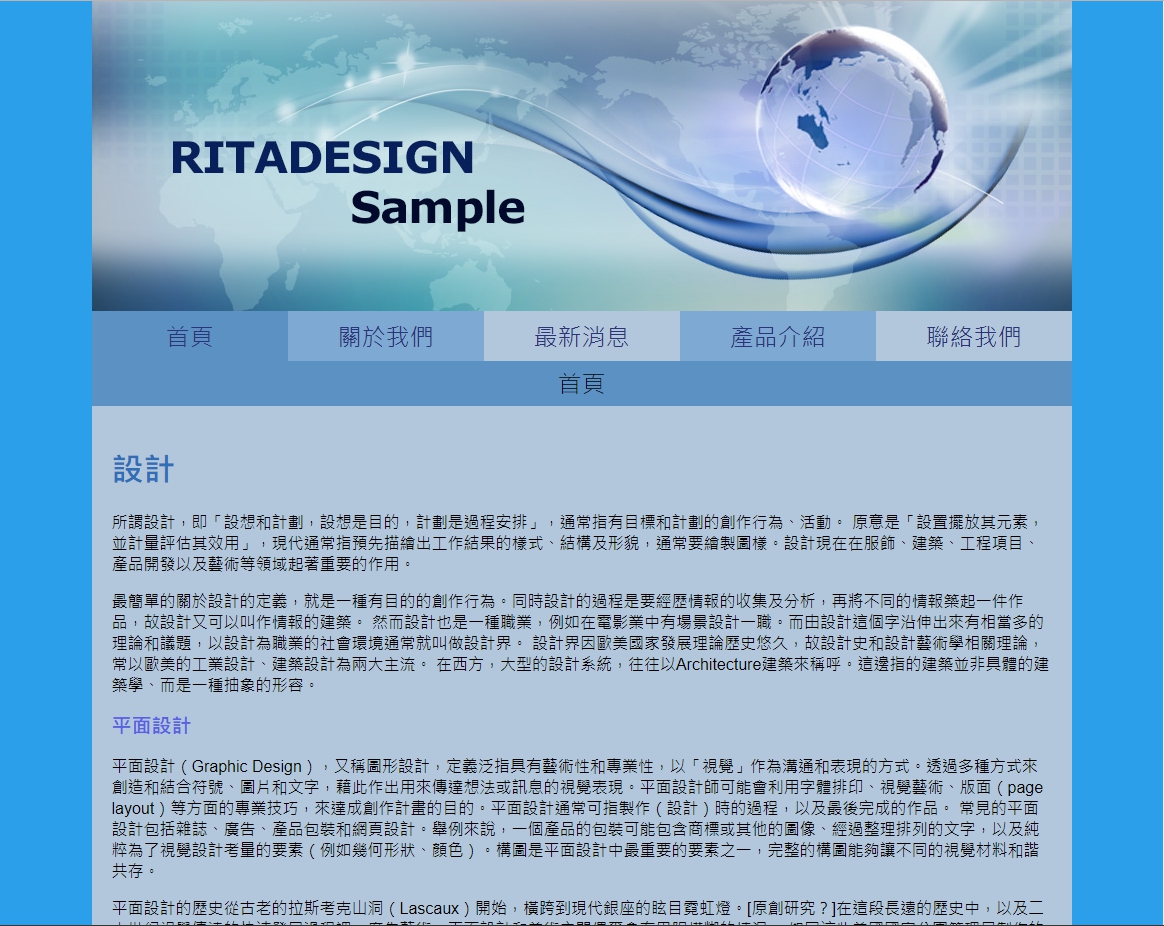 RITADESIGN
Sample
首頁 關於我們 最新消息 產品介紹 聯絡我們
首頁
設計
所謂設計，即「設想和計劃，設想是目的，計劃是過程安排」，通常指有目標和計劃的創作行為、活動。 原意是「設置擺放其元素，
並計量評估其效用」，現代通常指預先描繪出工作結果的樣式、結構及形貌，通常要繪製圖樣。設計現在在服飾、建築、工程項目、
產品開發以及藝術等領域起著重要的作用。
最簡單的關於設計的定義，就是一種有目的的創作行為。同時設計的過程是要經歷情報的收集及分析，再將不同的情報築起一件作
品，故設計又可以叫作情報的建築。 然而設計也是一種職業，例如在電影業中有場景設計一職。而由設計這個字沿伸出來有相當多的
理論和議題，以設計為職業的社會環境通常就叫做設計界。 設計界因歐美國家發展理論歷史悠久，故設計史和設計藝術學相關理論，
常以歐美的工業設計、建築設計為兩大主流。 在西方，大型的設計系統，往往以Architecture建築來稱呼。這邊指的建築並非具體的建
築學、而是一種抽象的形容。
平面設計
平面設計（Graphic Design），又稱圖形設計，定義泛指具有藝術性和專業性，以「視覺」作為溝通和表現的方式。透過多種方式來
創造和結合符號、圖片和文字，藉此作出用來傳達想法或訊息的視覺表現。平面設計師可能會利用字體排印、視覺藝術、版面（page
layout）等方面的專業技巧，來達成創作計畫的目的。平面設計通常可指製作（設計）時的過程，以及最後完成的作品。 常見的平面
設計包括雜誌、廣告、產品包裝和網頁設計。舉例來說，一個產品的包裝可能包含商標或其他的圖像、經過整理排列的文字，以及純
粹為了視覺設計考量的要素（例如幾何形狀、顏色）。構圖是平面設計中最重要的要素之一，完整的構圖能夠讓不同的視覺材料和諧
共存。
平面設計的歷史從古老的拉斯考克山洞（Lascaux）開始，橫跨到現代銀座的眩目霓虹燈。[原創研究？]在這段長遠的歷史中，以及二